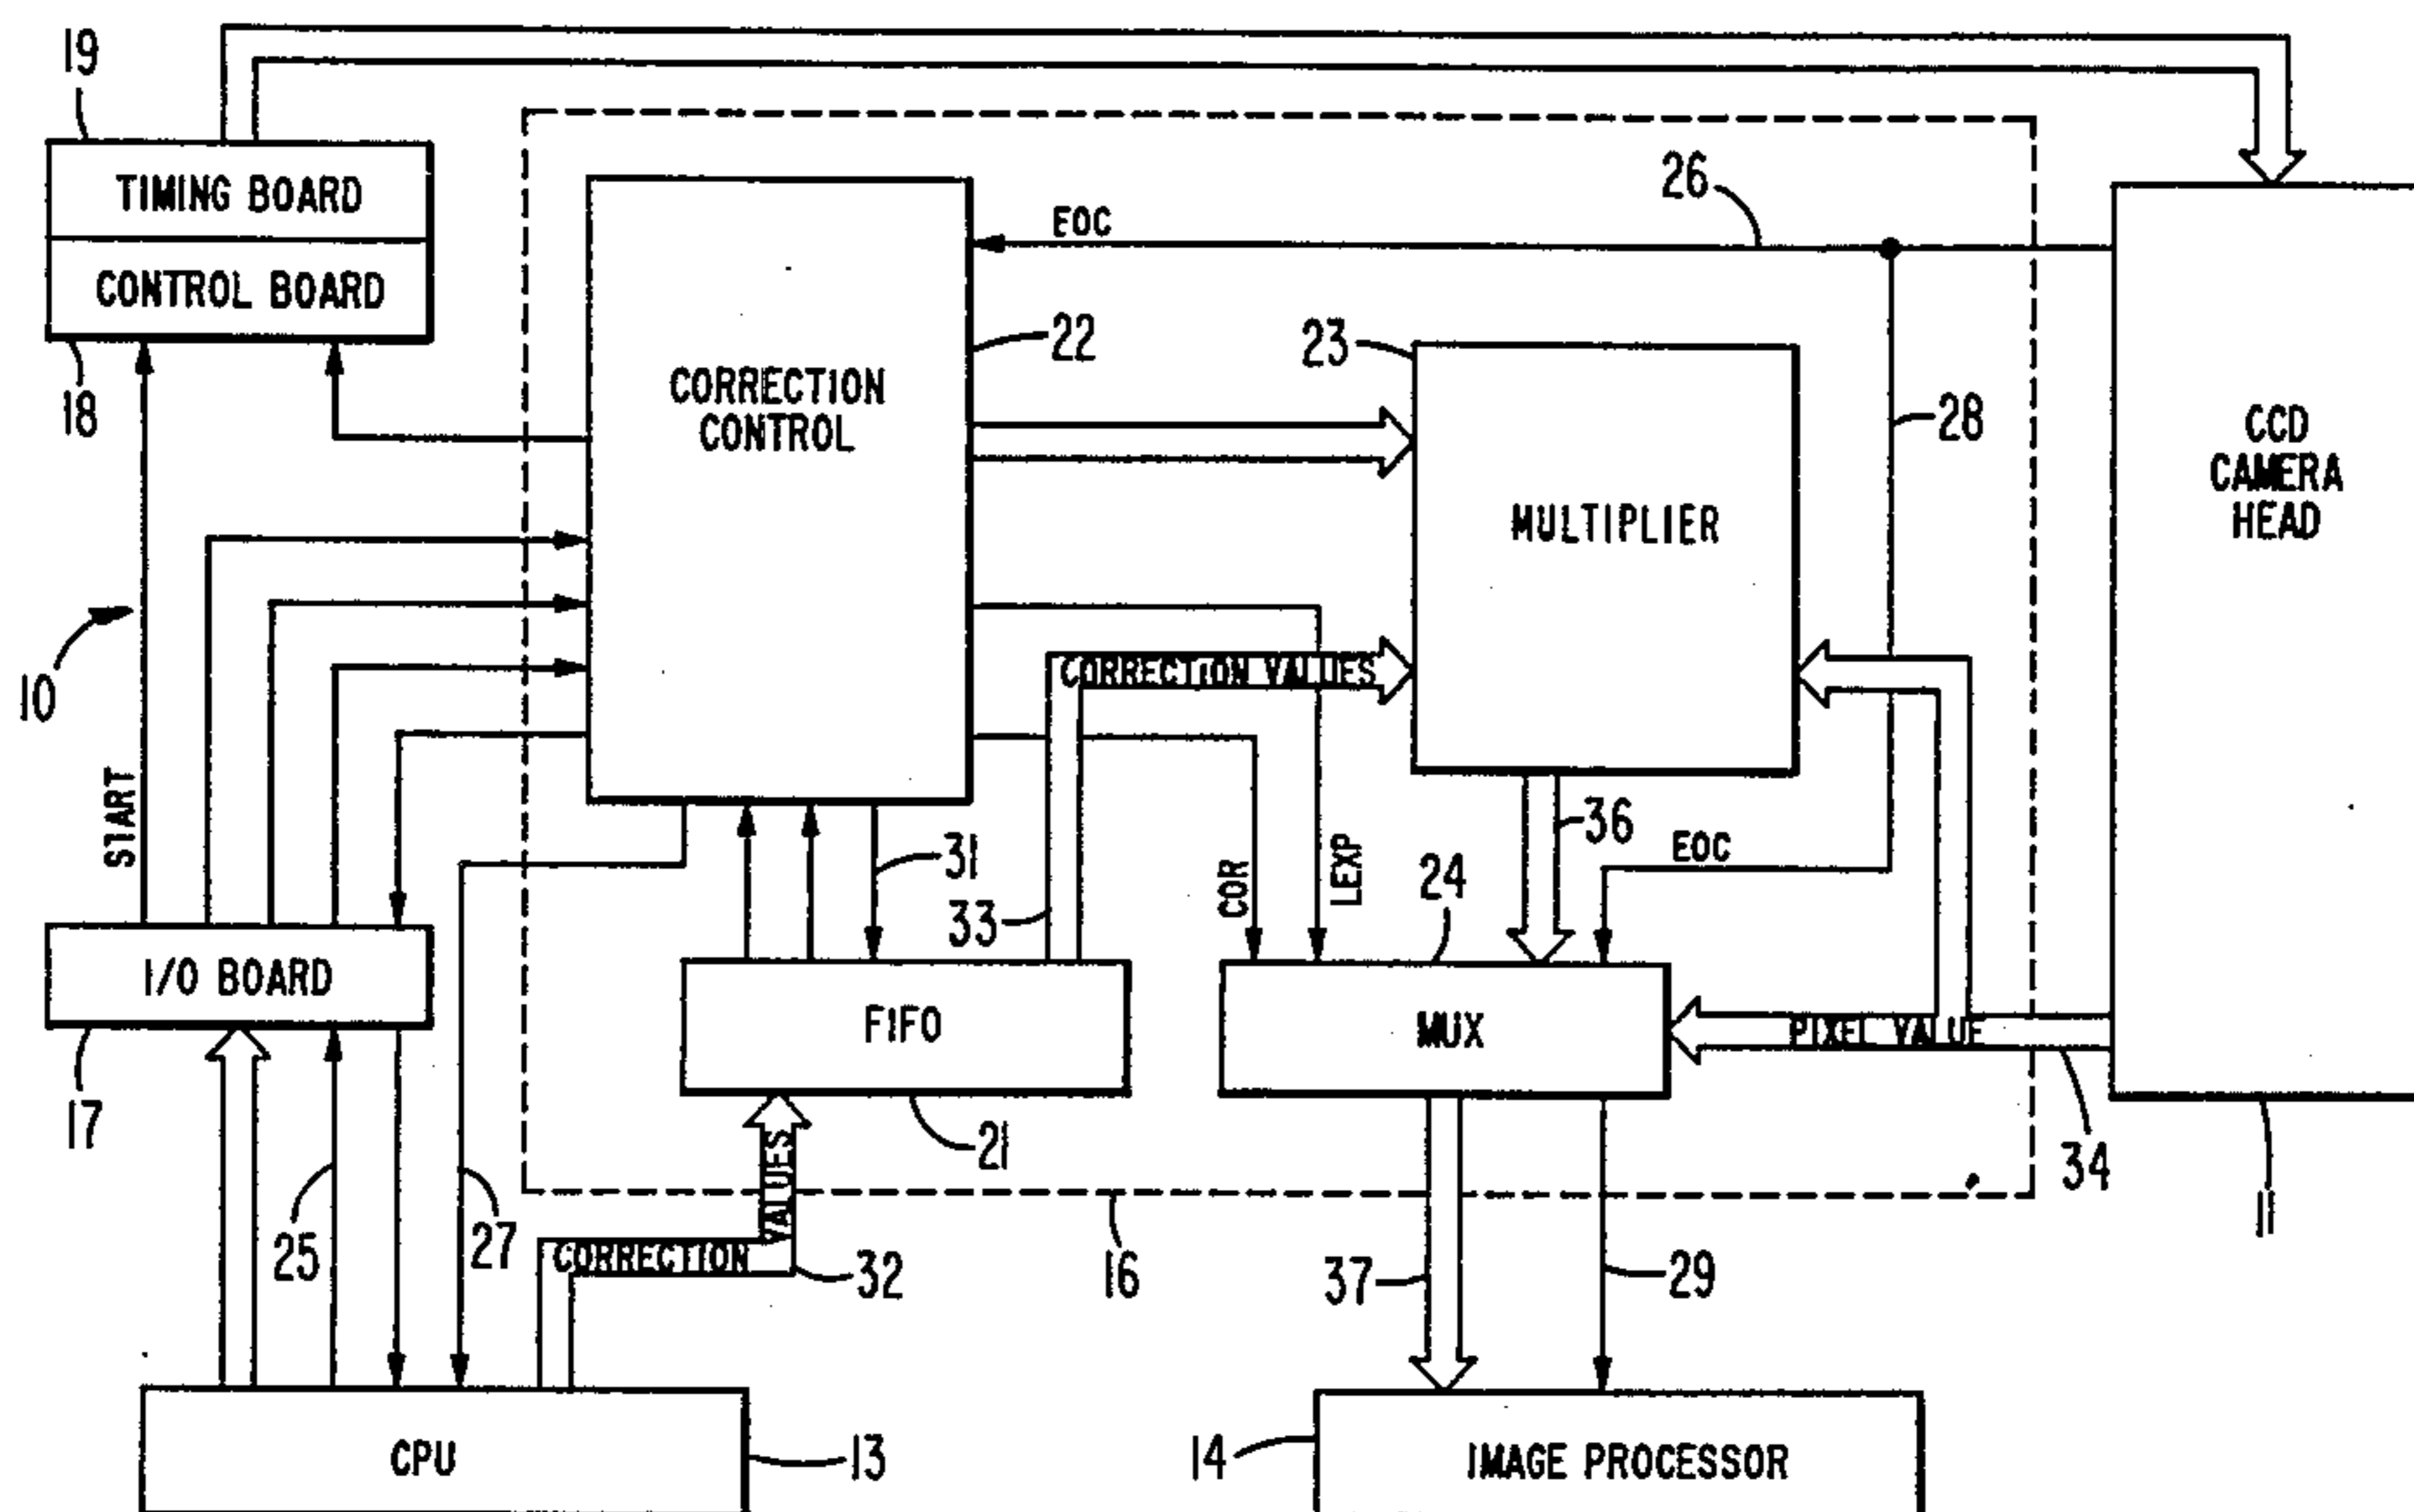 19
TIMING BOARD
CONTROL BOARD
18
26
EOC
22
23
CORRECTION
CONTROL
28
CCD
CAMERA
HEAD
MULTIPLIER
10
CORRECTION VALUES
START
31
36
EOC
COR
LEXP
24
33
I/O BOARD
FIFO
MUX
PIXEL VALUE
17
21
34
11
25
27
VALUES
CORRECTION
32
16
37
29
CPU
13
14
IMAGE PROCESSOR